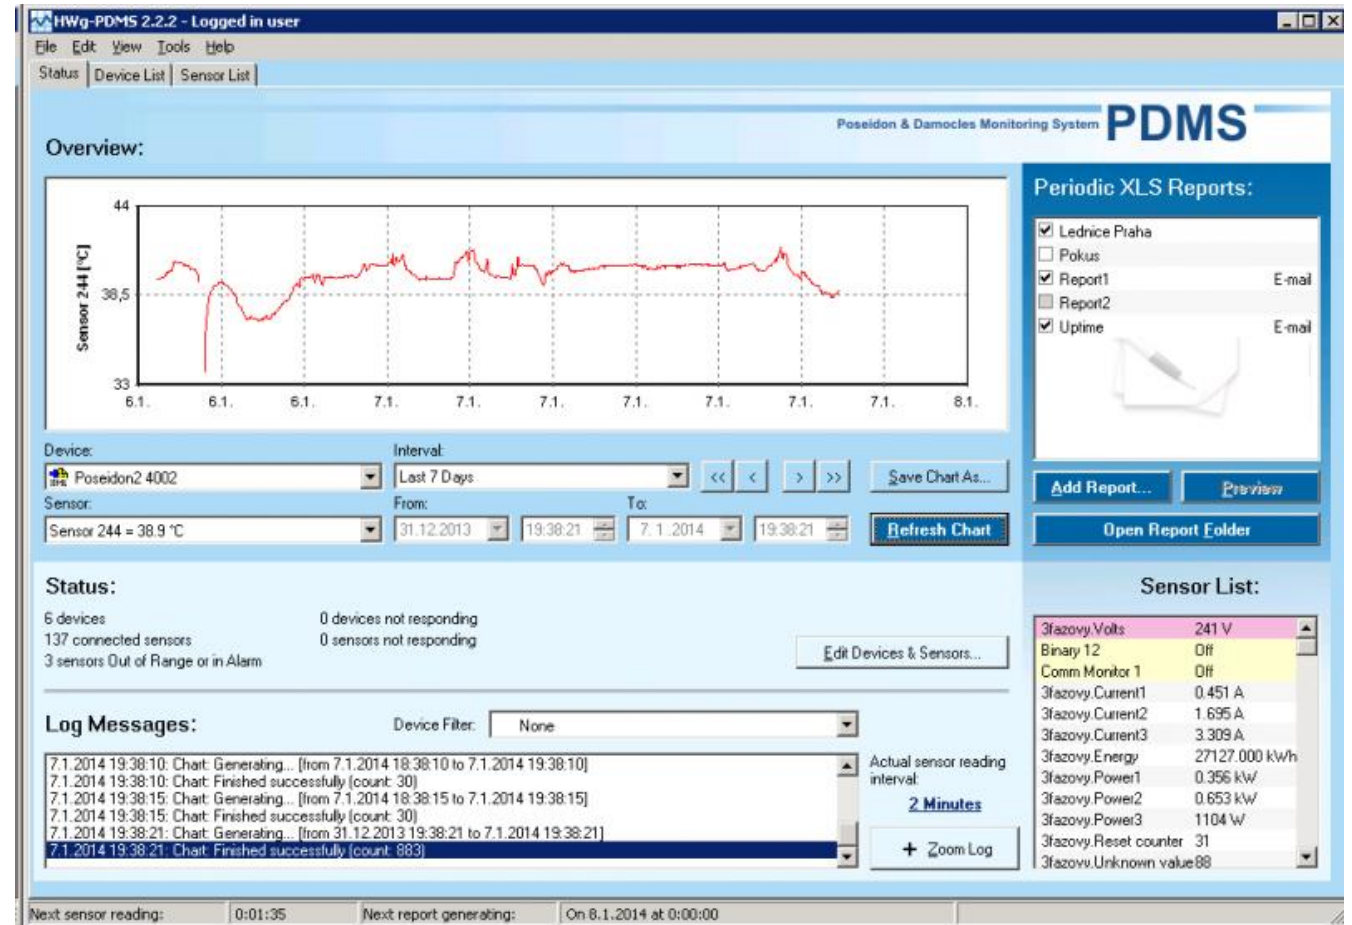 HWg-PDMS 2.2.2 - Logged in user
File Edit View Tools Help
Status Device List Sensor List
Poseidon & Damocles Monitoring System PDMS
Overview:
44
38,5
33
Sensor 244 [°C]
6.1. 6.1. 6.1. 7.1. 7.1. 7.1. 7.1. 7.1. 7.1. 7.1. 8.1.
Periodic XLS Reports:
Lednice Praha
Pokus
Report1 E-mail
Report2
Uptime E-mail
Device: Interval:
Poseidon2 4002 Last 7 Days << < > >> Save Chart As...
Sensor: From: To:
Sensor 244 = 38.9 °C 31.12.2013 19:38:21 7. 1 .2014 19:38:21 Refresh Chart
Add Report... Preview
Open Report Folder
Status:
6 devices 0 devices not responding
137 connected sensors 0 sensors not responding
3 sensors Out of Range or in Alarm
Edit Devices & Sensors...
Sensor List:
3fazovy.Volts 241 V
Binary 12 Off
Comm Monitor 1 Off
3fazovy.Current1 0.451 A
3fazovy.Current2 1.695 A
3fazovy.Current3 3.309 A
3fazovy.Energy 27127.000 kW/h
3fazovy.Power1 0.356 kW
3fazovy.Power2 0.653 kW
3fazovy.Power3 1104 W
3fazovy.Reset counter 31
3fazovy.Unknown value 88
Log Messages: Device Filter: None
7.1.2014 19:38:10: Chart: Generating... [from 7.1.2014 18:38:10 to 7.1.2014 19:38:10]
7.1.2014 19:38:10: Chart: Finished successfully (count: 30)
7.1.2014 19:38:15: Chart: Generating... [from 7.1.2014 18:38:15 to 7.1.2014 19:38:15]
7.1.2014 19:38:15: Chart: Finished successfully (count: 30)
7.1.2014 19:38:21: Chart: Generating... [from 31.12.2013 19:38:21 to 7.1.2014 19:38:21]
7.1.2014 19:38:21: Chart: Finished successfully (count: 883)
Actual sensor reading
interval:
2 Minutes
+ Zoom Log
Next sensor reading: 0:01:35 Next report generating: On 8.1.2014 at 0:00:00